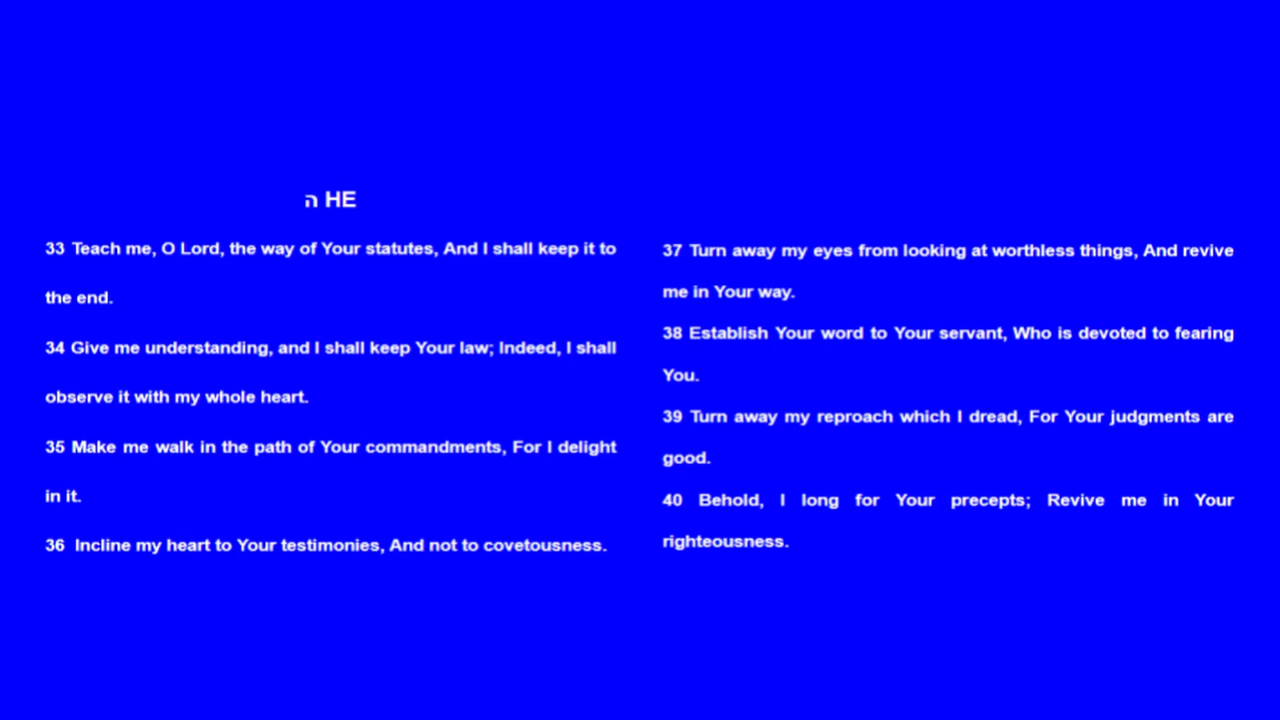 ה HE
33 Teach me, O Lord, the way of Your statutes, And I shall keep it to
the end.
34 Give me understanding, and I shall keep Your law; Indeed, I shall
observe it with my whole heart.
35 Make me walk in the path of Your commandments, For I delight
in it.
36 Incline my heart to Your testimonies, And not to covetousness.
37 Turn away my eyes from looking at worthless things, And revive
me in Your way.
38 Establish Your word to Your servant, Who is devoted to fearing
You.
39 Turn away my reproach which I dread, For Your judgments are
good.
40 Behold, I long for Your precepts; Revive me in Your
righteousness.